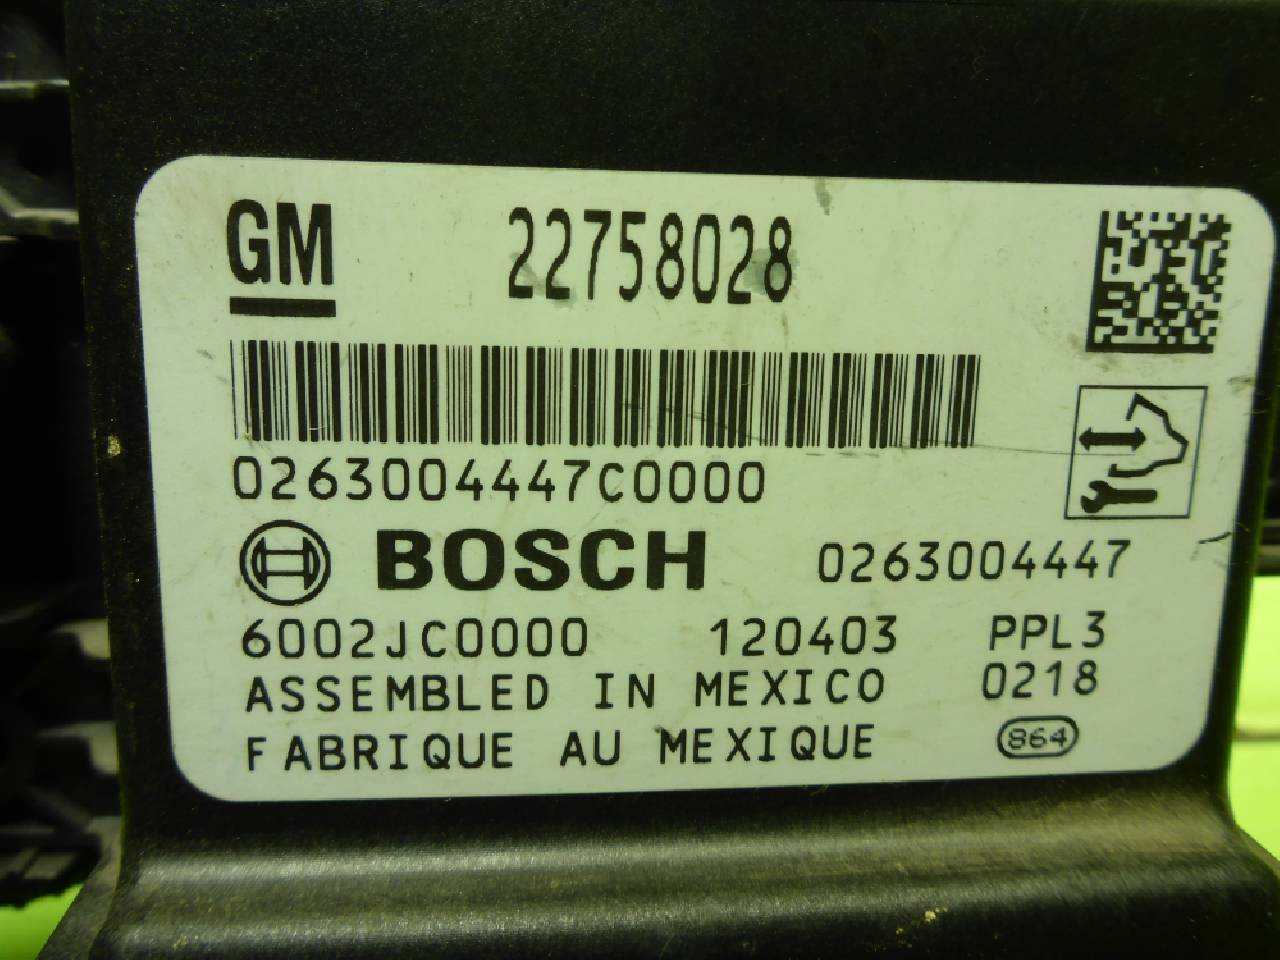 GM 22758028
0263004447C0000
BOSCH 0263004447
6002JC0000 120403 PPL3
ASSEMBLED IN MEXICO 0218
FABRIQUE AU MEXIQUE 864